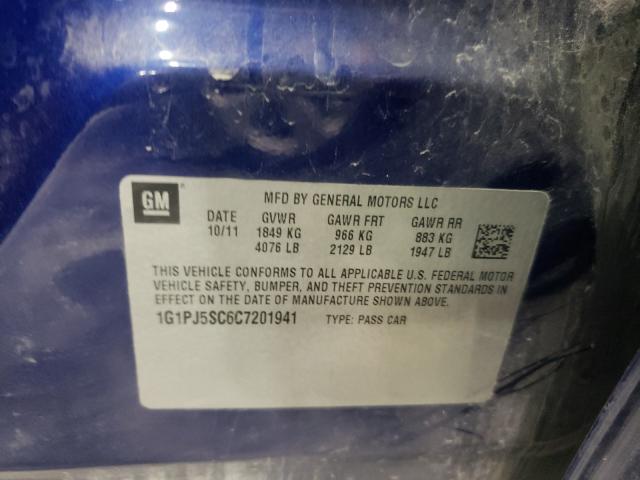 GM
MFD BY GENERAL MOTORS LLC
DATE GVWR GAWR FRT GAWR RR
10/11 1849 KG 966 KG 883 KG
4076 LB 2129 LB 1947 LB
THIS VEHICLE CONFORMS TO ALL APPLICABLE U.S. FEDERAL MOTOR
VEHICLE SAFETY, BUMPER, AND THEFT PREVENTION STANDARDS IN
EFFECT ON THE DATE OF MANUFACTURE SHOWN ABOVE.
1G1PJ5SC6C7201941 TYPE: PASS CAR